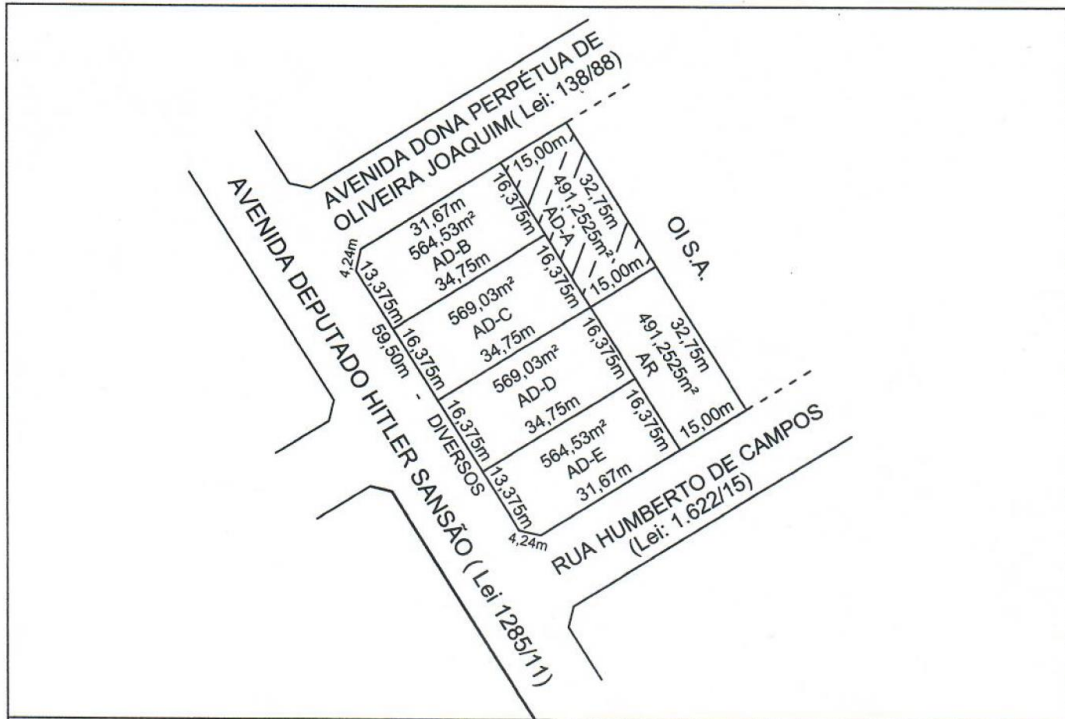 AVENIDA DONA PERPÉTUA DE
OLIVEIRA JOAQUIM( Lei: 138/88)
AVENIDA DEPUTADO HITLER SANSÃO ( Lei 1285/11)
31,67m
564,53m²
AD-B
34,75m
4,24m
13,375m
16,375m
15,00m
32,75m
491,2525m²
AD-A
15,00m
OI S.A.
16,375m
569,03m²
AD-C
34,75m
16,375m
59,50m - DIVERSOS
569,03m²
AD-D
34,75m
16,375m
16,375m
32,75m
491,2525m²
AR
15,00m
564,53m²
AD-E
31,67m
13,375m
16,375m
4,24m
RUA HUMBERTO DE CAMPOS
(Lei: 1.622/15)